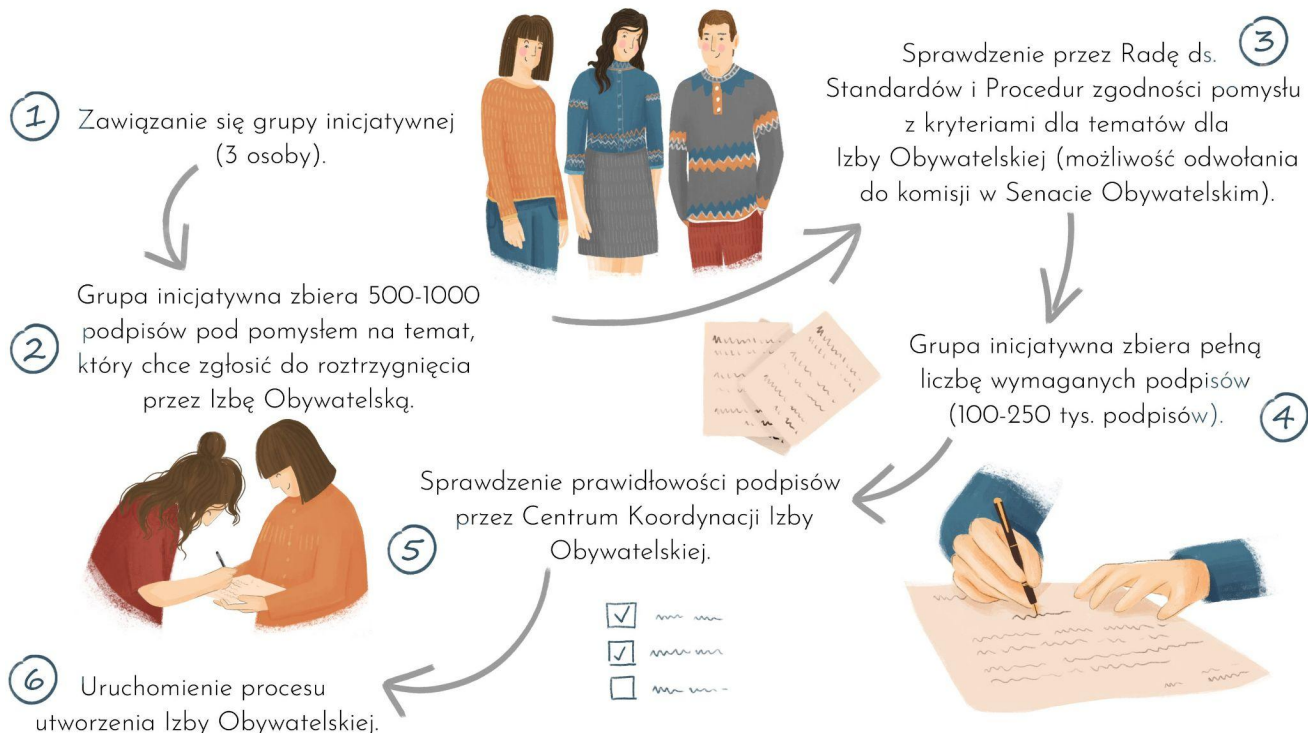 1
Zawiązanie się grupy inicjatywnej
(3 osoby).
2
Grupa inicjatywna zbiera 500-1000
podpisów pod pomysłem na temat,
który chce zgłosić do roztrzygnięcia
przez Izbę Obywatelską.
3
Sprawdzenie przez Radę ds.
Standardów i Procedur zgodności pomysłu
z kryteriami dla tematów dla
Izby Obywatelskiej (możliwość odwołania
do komisji w Senacie Obywatelskim).
4
Grupa inicjatywna zbiera pełną
liczbę wymaganych podpisów
(100-250 tys. podpisów).
5
Sprawdzenie prawidłowości podpisów
przez Centrum Koordynacji Izby
Obywatelskiej.
6
Uruchomienie procesu
utworzenia Izby Obywatelskiej.